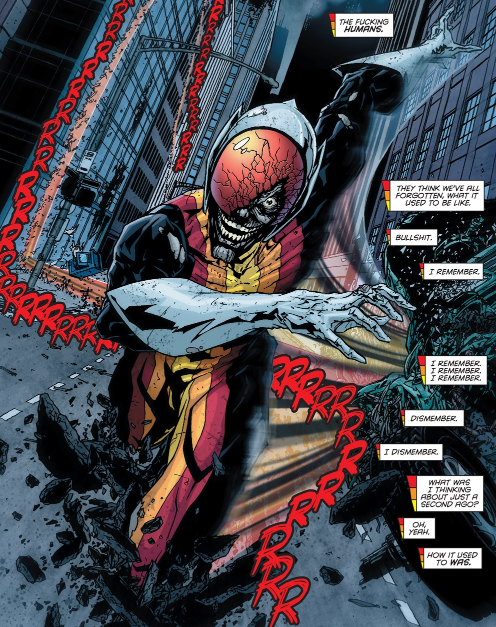 THE FUCKING
HUMANS.
THEY THINK WE'VE ALL
FORGOTTEN, WHAT IT
USED TO BE LIKE.
BULLSHIT.
I REMEMBER.
I REMEMBER.
I REMEMBER.
I REMEMBER.
DISMEMBER.
I DISMEMBER.
WHAT WAS
I THINKING
ABOUT JUST A
SECOND AGO?
OH,
YEAH.
HOW IT USED
TO WAS.
RRRRRRRRRRRR